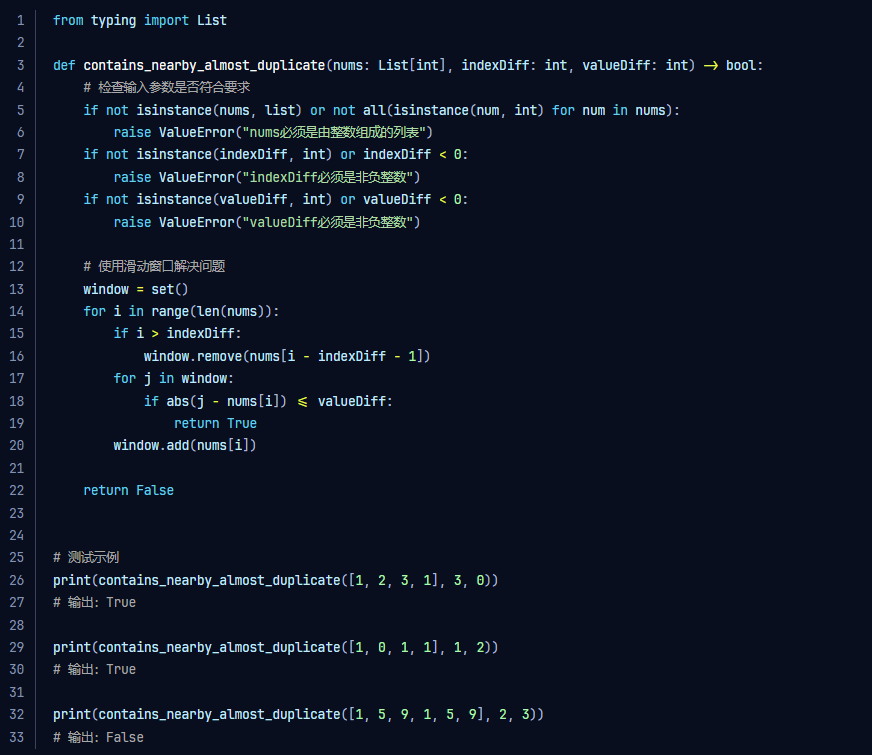 1 from typing import List
2
3 def contains_nearby_almost_duplicate(nums: List[int], indexDiff: int, valueDiff: int) -> bool:
4     # 检查输入参数是否符合要求
5     if not isinstance(nums, list) or not all(isinstance(num, int) for num in nums):
6         raise ValueError("nums必须是由整数组成的列表")
7     if not isinstance(indexDiff, int) or indexDiff < 0:
8         raise ValueError("indexDiff必须是非负整数")
9     if not isinstance(valueDiff, int) or valueDiff < 0:
10         raise ValueError("valueDiff必须是非负整数")
11
12     # 使用滑动窗口解决问题
13     window = set()
14     for i in range(len(nums)):
15         if i > indexDiff:
16             window.remove(nums[i - indexDiff - 1])
17         for j in window:
18             if abs(j - nums[i]) <= valueDiff:
19                 return True
20         window.add(nums[i])
21
22     return False
23
24
25 # 测试示例
26 print(contains_nearby_almost_duplicate([1, 2, 3, 1], 3, 0))
27 # 输出: True
28
29 print(contains_nearby_almost_duplicate([1, 0, 1, 1], 1, 2))
30 # 输出: True
31
32 print(contains_nearby_almost_duplicate([1, 5, 9, 1, 5, 9], 2, 3))
33 # 输出: False